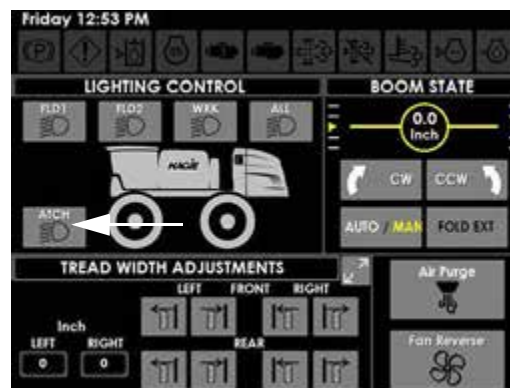 Friday 12:53 PM
(P)
LIGHTING CONTROL
BOOM STATE
FLD1 FLD2 WRK ALL
0.0
Inch
HAGIE
CW CCW
ATCH
AUTO / MAN FOLD EXT
TREAD WIDTH ADJUSTMENTS
LEFT FRONT RIGHT
Air Purge
Inch
LEFT RIGHT
REAR
0 0
Fan Reverse